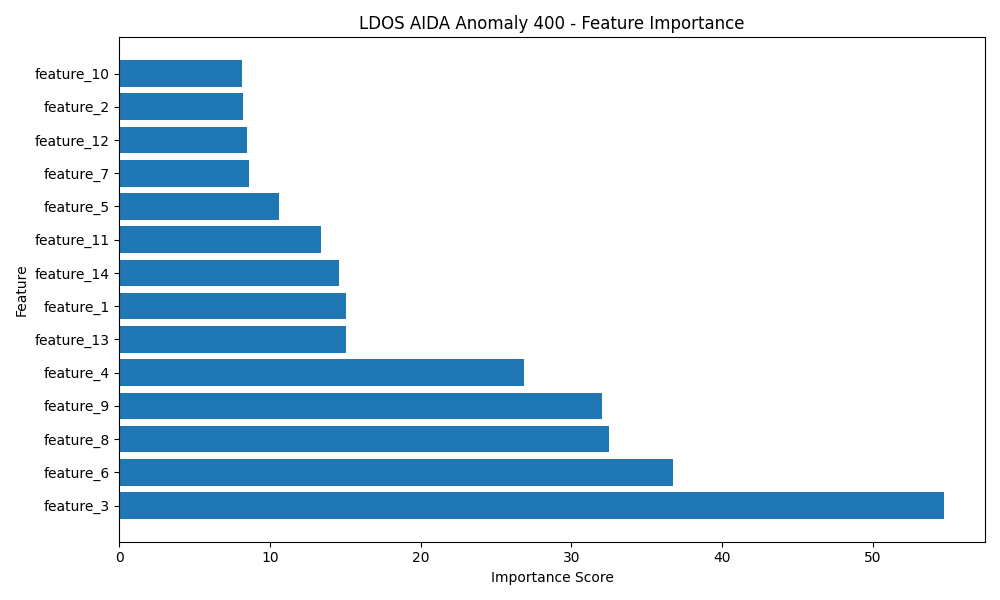 LDOS AIDA Anomaly 400 - Feature Importance
Feature
feature_10
feature_2
feature_12
feature_7
feature_5
feature_11
feature_14
feature_1
feature_13
feature_4
feature_9
feature_8
feature_6
feature_3
0 10 20 30 40 50
Importance Score